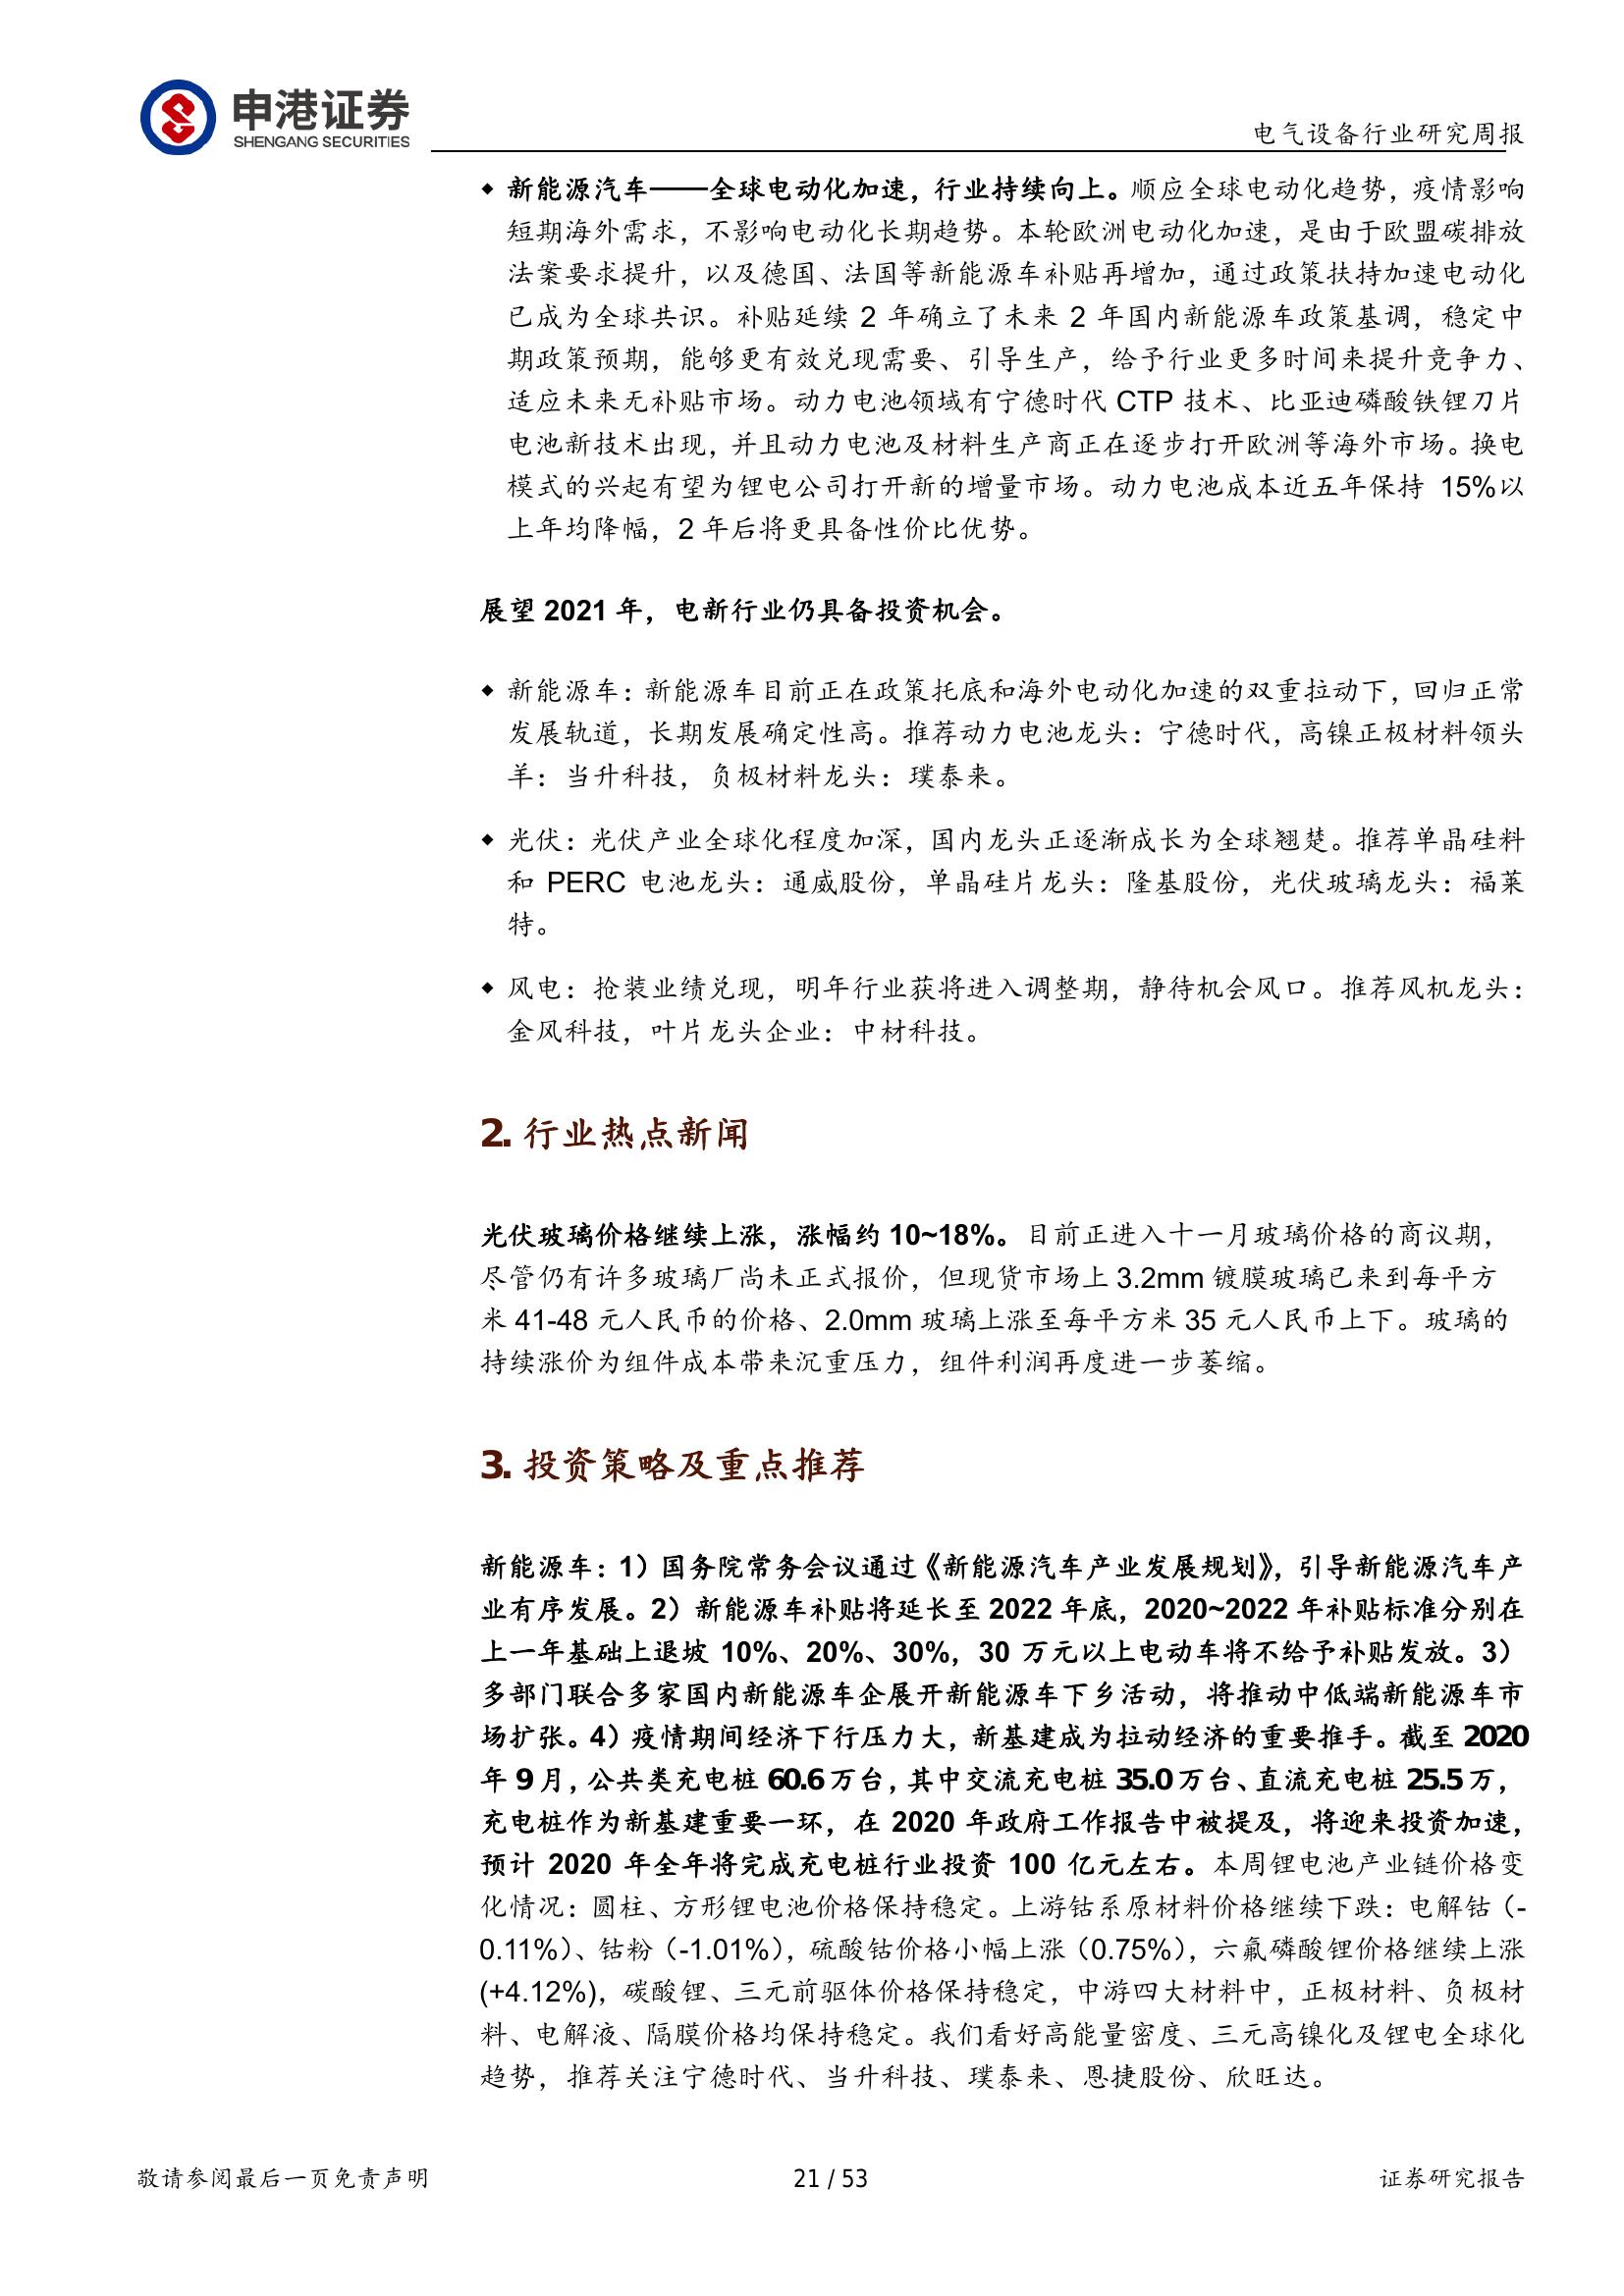 申港证券
SHENGANG SECURITIES
电气设备行业研究周报
◆ 新能源汽车——全球电动化加速，行业持续向上。顺应全球电动化趋势，疫情影响
短期海外需求，不影响电动化长期趋势。本轮欧洲电动化加速，是由于欧盟碳排放
法案要求提升，以及德国、法国等新能源车补贴再增加，通过政策扶持加速电动化
已成为全球共识。补贴延续 2 年确立了未来 2 年国内新能源车政策基调，稳定中
期政策预期，能够更有效兑现需要、引导生产，给予行业更多时间来提升竞争力、
适应未来无补贴市场。动力电池领域有宁德时代 CTP 技术、比亚迪磷酸铁锂刀片
电池新技术出现，并且动力电池及材料生产商正在逐步打开欧洲等海外市场。换电
模式的兴起有望为锂电公司打开新的增量市场。动力电池成本近五年保持 15%以
上年均降幅，2 年后将更具备性价比优势。
展望 2021 年，电新行业仍具备投资机会。
◆ 新能源车：新能源车目前正在政策托底和海外电动化加速的双重拉动下，回归正常
发展轨道，长期发展确定性高。推荐动力电池龙头：宁德时代，高镍正极材料领头
羊：当升科技，负极材料龙头：璞泰来。
◆ 光伏：光伏产业全球化程度加深，国内龙头正逐渐成长为全球翘楚。推荐单晶硅料
和 PERC 电池龙头：通威股份，单晶硅片龙头：隆基股份，光伏玻璃龙头：福莱
特。
◆ 风电：抢装业绩兑现，明年行业获将进入调整期，静待机会风口。推荐风机龙头：
金风科技，叶片龙头企业：中材科技。
2. 行业热点新闻
光伏玻璃价格继续上涨，涨幅约 10~18%。目前正进入十一月玻璃价格的商议期，
尽管仍有许多玻璃厂尚未正式报价，但现货市场上 3.2mm 镀膜玻璃已来到每平方
米 41-48 元人民币的价格、2.0mm 玻璃上涨至每平方米 35 元人民币上下。玻璃的
持续涨价为组件成本带来沉重压力，组件利润再度进一步萎缩。
3. 投资策略及重点推荐
新能源车：1）国务院常务会议通过《新能源汽车产业发展规划》，引导新能源汽车产
业有序发展。2）新能源车补贴将延长至 2022 年底，2020~2022 年补贴标准分别在
上一年基础上退坡 10%、20%、30%，30 万元以上电动车将不给予补贴发放。3）
多部门联合多家国内新能源车企展开新能源车下乡活动，将推动中低端新能源车市
场扩张。4）疫情期间经济下行压力大，新基建成为拉动经济的重要推手。截至 2020
年 9 月，公共类充电桩 60.6 万台，其中交流充电桩 35.0 万台、直流充电桩 25.5 万，
充电桩作为新基建重要一环，在 2020 年政府工作报告中被提及，将迎来投资加速，
预计 2020 年全年将完成充电桩行业投资 100 亿元左右。本周锂电池产业链价格变
化情况：圆柱、方形锂电池价格保持稳定。上游钴系原材料价格继续下跌：电解钴（-
0.11%）、钴粉（-1.01%），硫酸钴价格小幅上涨（0.75%），六氟磷酸锂价格继续上涨
(+4.12%)，碳酸锂、三元前驱体价格保持稳定，中游四大材料中，正极材料、负极材
料、电解液、隔膜价格均保持稳定。我们看好高能量密度、三元高镍化及锂电全球化
趋势，推荐关注宁德时代、当升科技、璞泰来、恩捷股份、欣旺达。
敬请参阅最后一页免责声明
21 / 53
证券研究报告